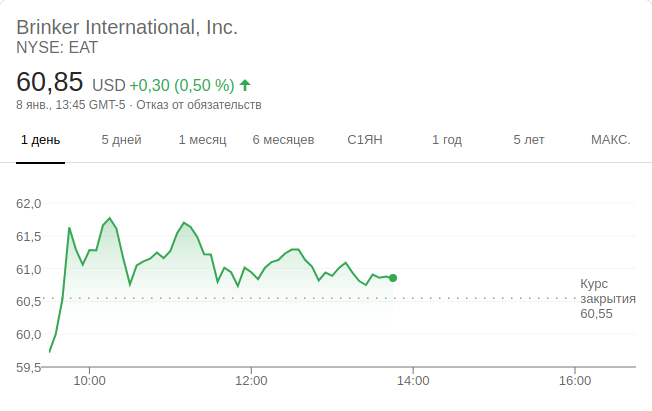 Brinker International, Inc.
NYSE: EAT
60,85 USD +0,30 (0,50 %)
8 янв., 13:45 GMT-5 · Отказ от обязательств
1 день 5 дней 1 месяц 6 месяцев С1ЯН 1 год 5 лет МАКС.
62,0
61,5
61,0
60,5
60,0
59,5
Курс
закрытия
60,55
10:00 12:00 14:00 16:00